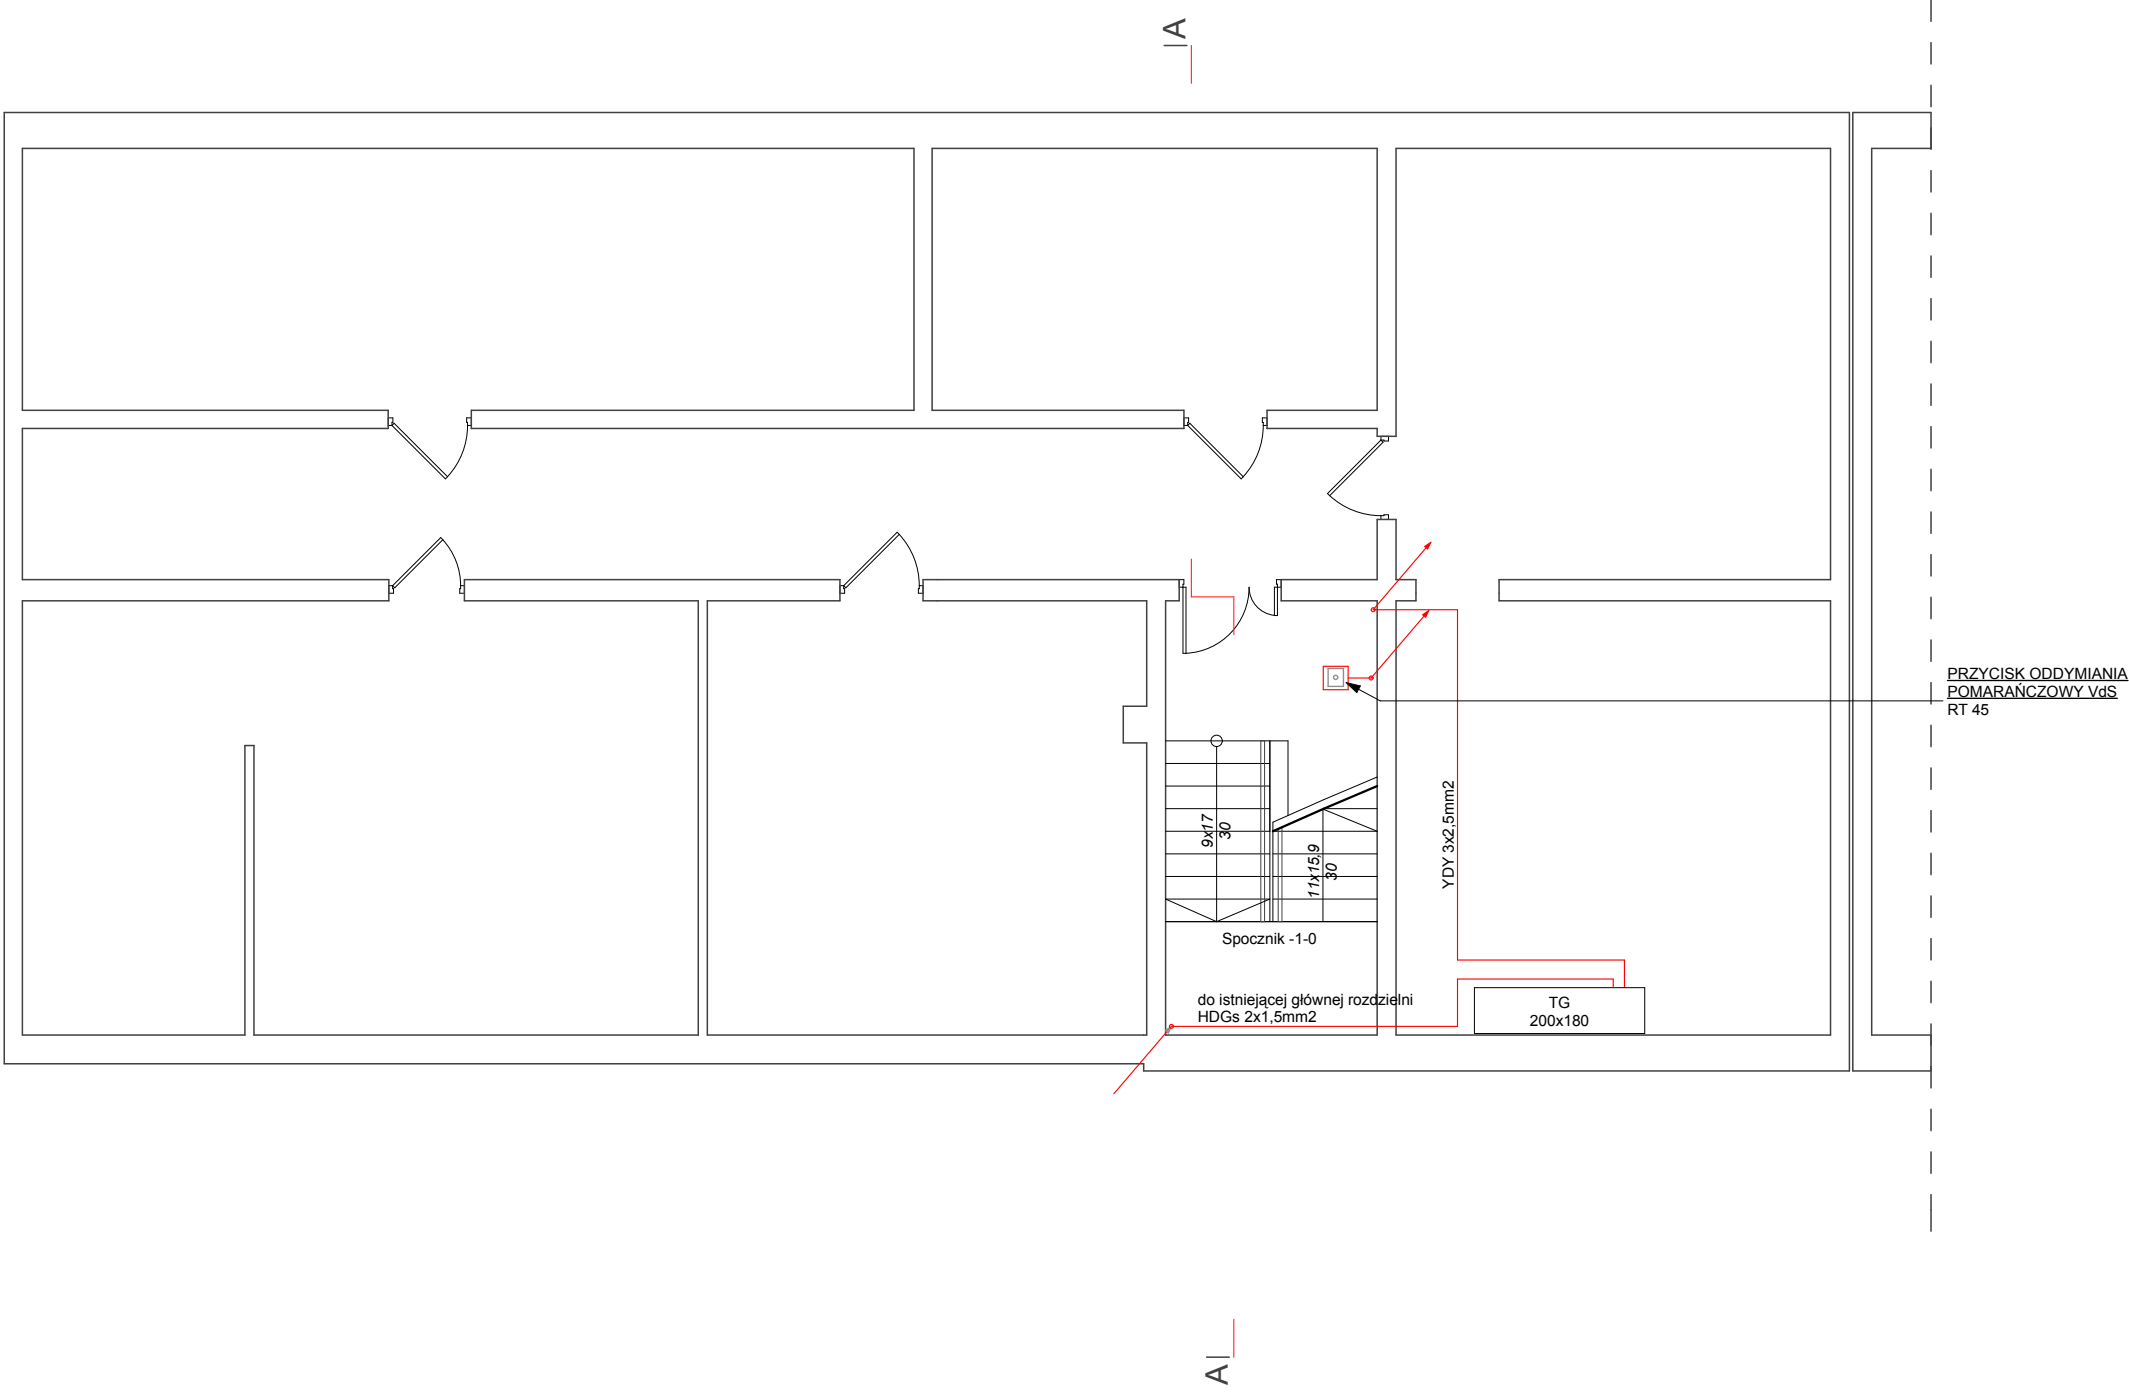 A
PRZYCISK ODDYMIANIA
POMARAŃCZOWY VdS
RT 45
YDY 3x2,5mm2
9x17
30
11x15,9
30
Spocznik -1-0
do istniejącej głównej rozdzielni
HDGs 2x1,5mm2
TG
200x180
A